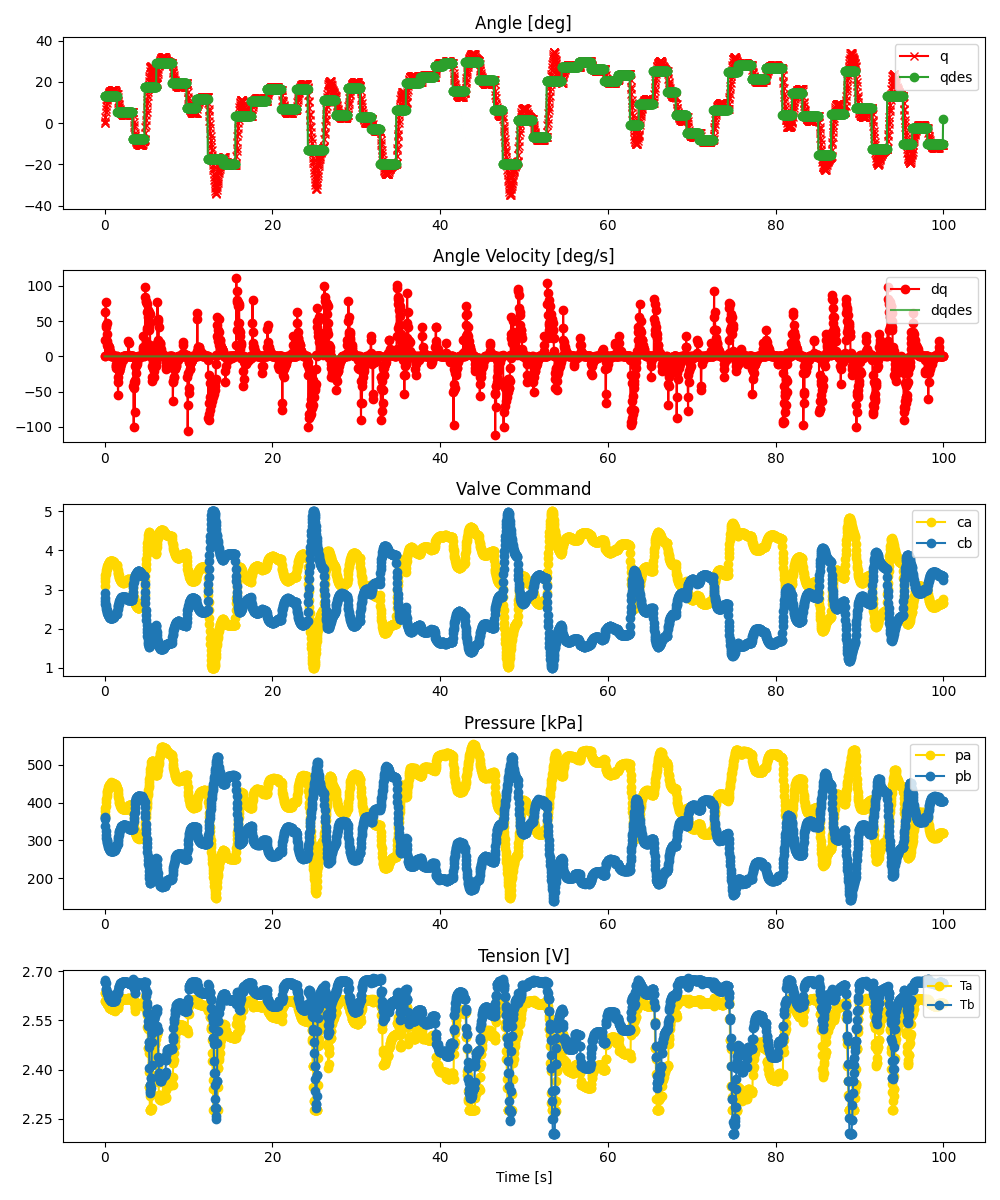 Angle [deg]
40
20
0
−20
−40
q
qdes
0 20 40 60 80 100
Angle Velocity [deg/s]
100
50
0
−50
−100
dq
dqdes
0 20 40 60 80 100
Valve Command
5
4
3
2
1
ca
cb
0 20 40 60 80 100
Pressure [kPa]
500
400
300
200
pa
pb
0 20 40 60 80 100
Tension [V]
2.70
2.55
2.40
2.25
Ta
Tb
0 20 40 60 80 100
Time [s]